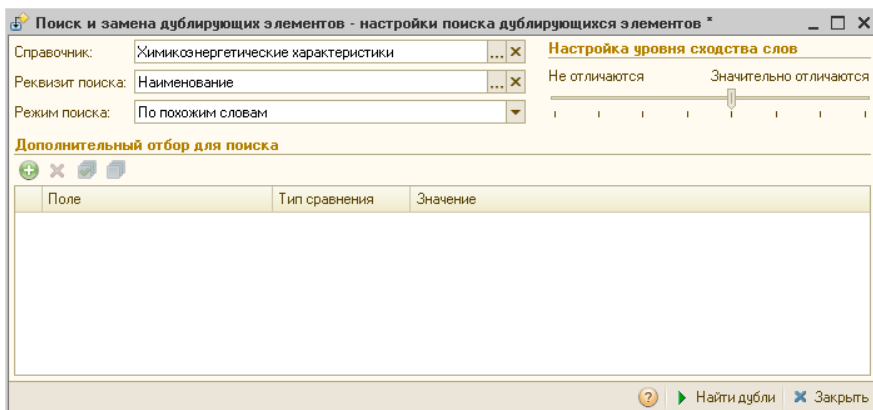 Поиск и замена дублирующих элементов - настройки поиска дублирующихся элементов *
Справочник: Химикоэнергетические характеристики ...
Настройка уровня сходства слов
Реквизит поиска: Наименование ...
Не отличаются Значительно отличаются
Режим поиска: По похожим словам
Дополнительный отбор для поиска
Поле Тип сравнения Значение
? Найти дубли Закрыть